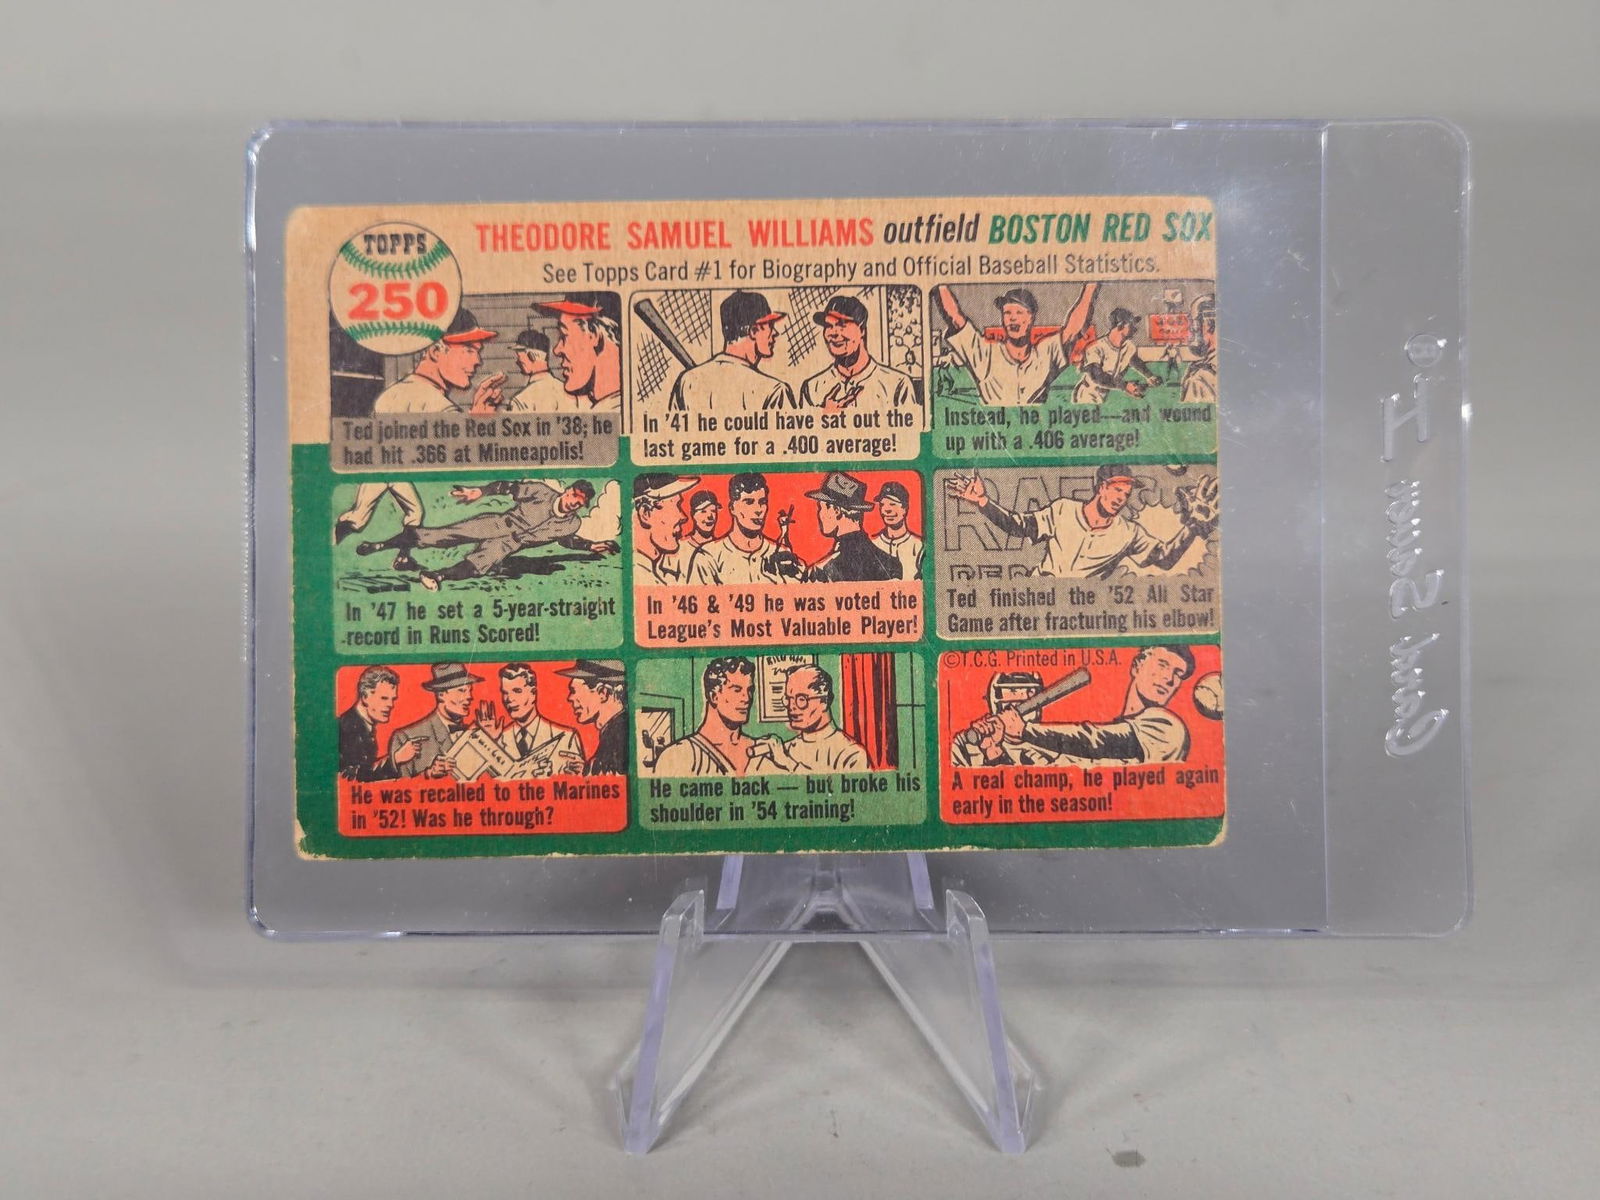 TOPPS
250
THEODORE SAMUEL WILLIAMS outfield BOSTON RED SOX
See Topps Card #1 for Biography and Official Baseball Statistics.
Ted joined the Red Sox in '38; he
had hit .366 at Minneapolis!
In '41 he could have sat out the
last game for a .400 average!
Instead, he played—and wound
up with a .406 average!
In '47 he set a 5-year-straight
record in Runs Scored!
In '46 & '49 he was voted the
League's Most Valuable Player!
Ted finished the '52 All Star
Game after fracturing his elbow!
He was recalled to the Marines
in '52! Was he through?
He came back — but broke his
shoulder in '54 training!
©T.C.G. Printed in U.S.A.
A real champ, he played again
early in the season!
Card Saver I
®